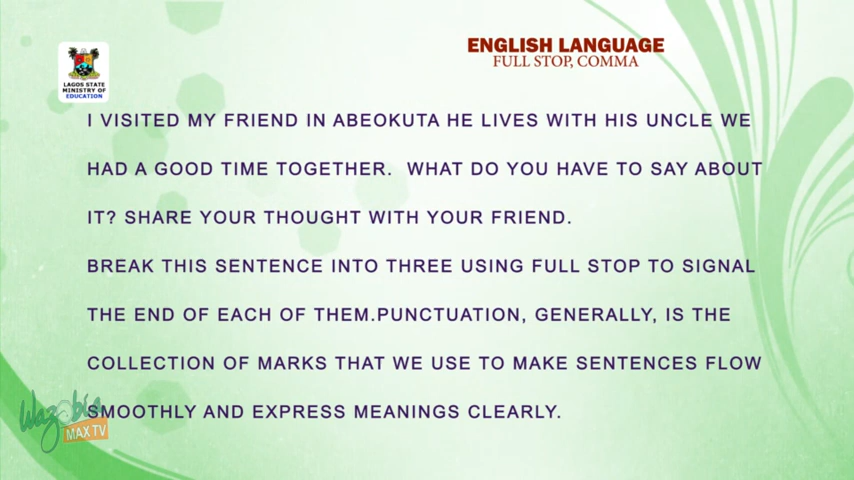 ENGLISH LANGUAGE
FULL STOP, COMMA
LAGOS STATE
MINISTRY OF
EDUCATION
I VISITED MY FRIEND IN ABEOKUTA HE LIVES WITH HIS UNCLE WE
HAD A GOOD TIME TOGETHER. WHAT DO YOU HAVE TO SAY ABOUT
IT? SHARE YOUR THOUGHT WITH YOUR FRIEND.
BREAK THIS SENTENCE INTO THREE USING FULL STOP TO SIGNAL
THE END OF EACH OF THEM.PUNCTUATION, GENERALLY, IS THE
COLLECTION OF MARKS THAT WE USE TO MAKE SENTENCES FLOW
SMOOTHLY AND EXPRESS MEANINGS CLEARLY.
Wazobia
MAX TV